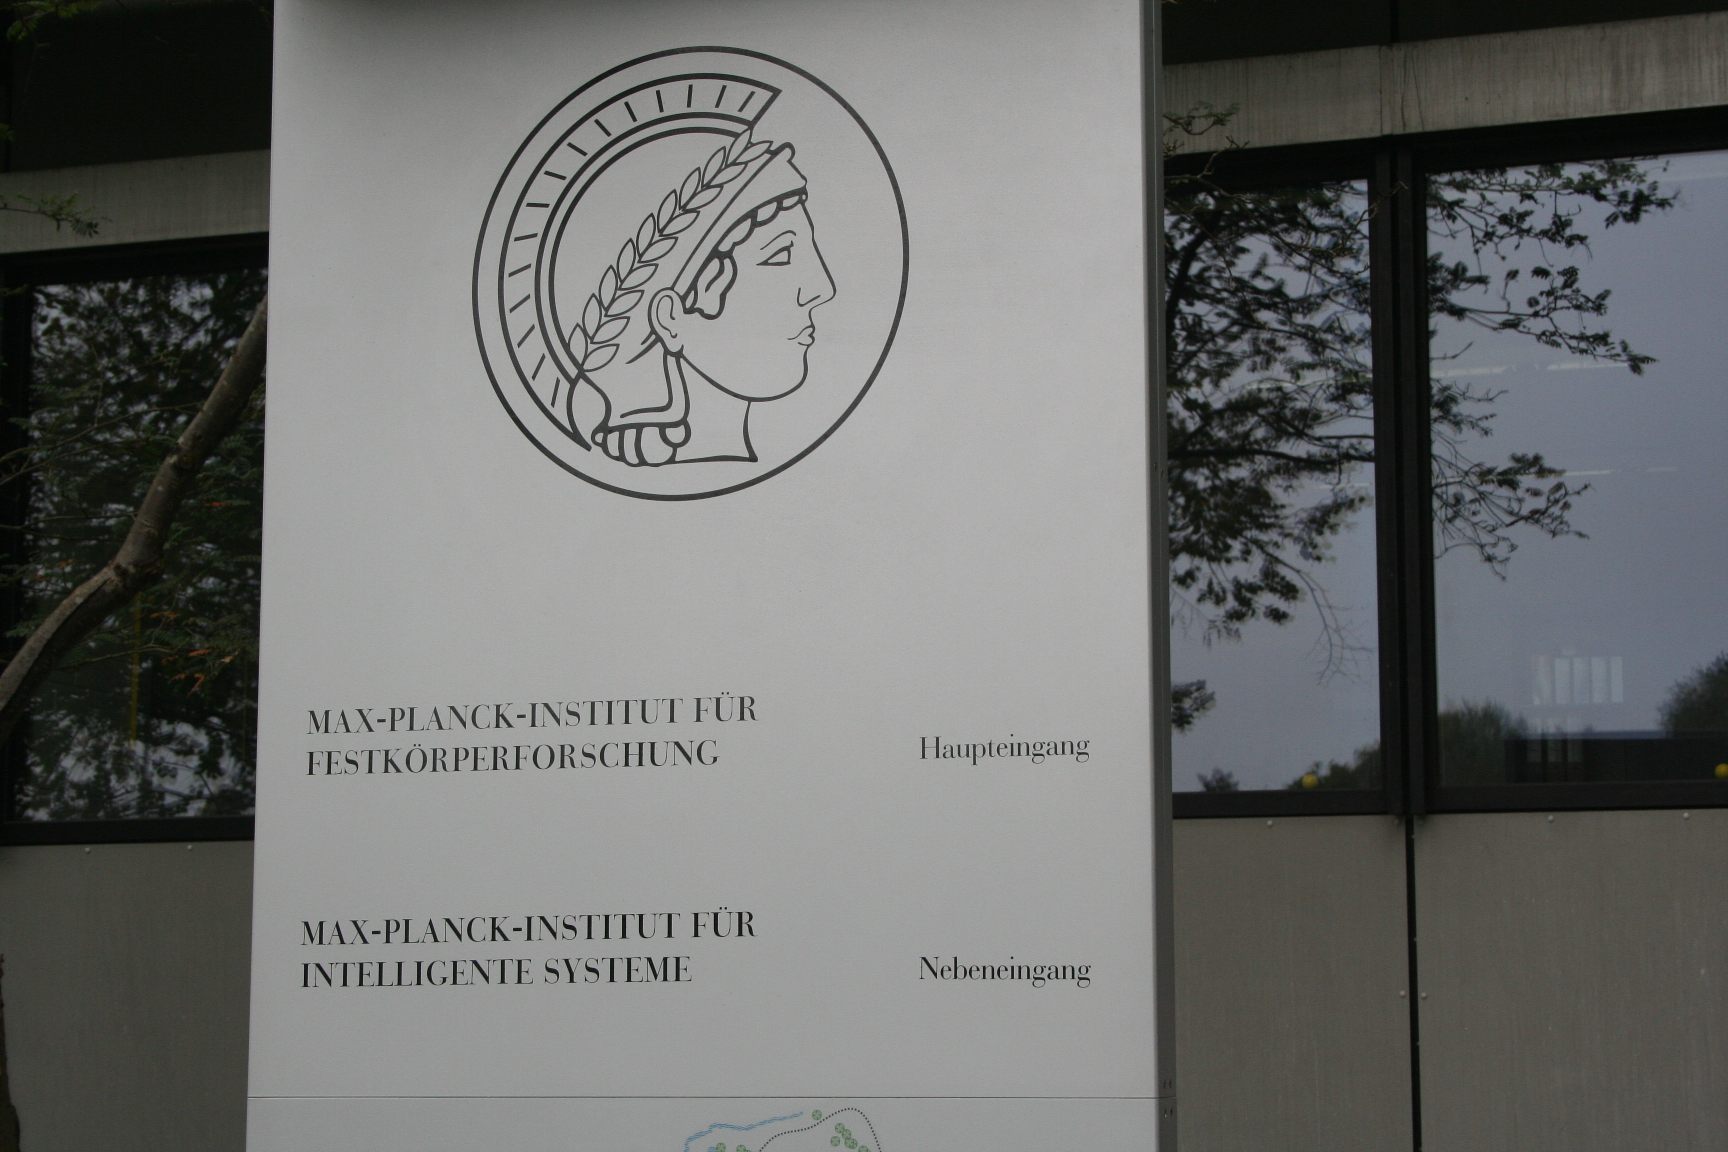 MAX-PLANCK-INSTITUT FÜR
FESTKÖRPERFORSCHUNG
Haupteingang
MAX-PLANCK-INSTITUT FÜR
INTELLIGENTE SYSTEME
Nebeneingang